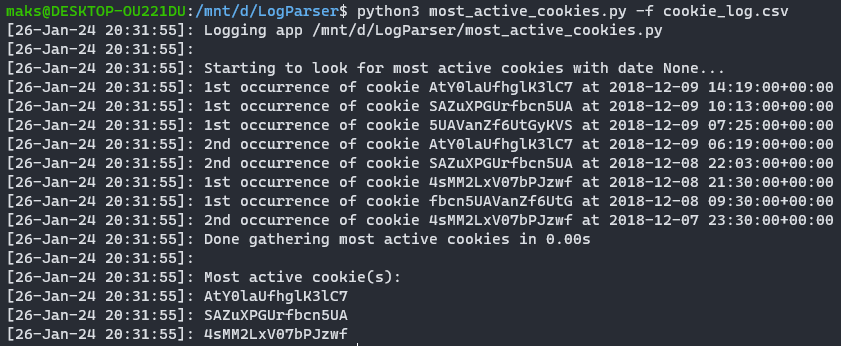 maks@DESKTOP-OU221DU:/mnt/d/LogParser$ python3 most_active_cookies.py -f cookie_log.csv
[26-Jan-24 20:31:55]: Logging app /mnt/d/LogParser/most_active_cookies.py
[26-Jan-24 20:31:55]:
[26-Jan-24 20:31:55]: Starting to look for most active cookies with date None...
[26-Jan-24 20:31:55]: 1st occurrence of cookie AtY0laUfhglK3lC7 at 2018-12-09 14:19:00+00:00
[26-Jan-24 20:31:55]: 1st occurrence of cookie SAZuXPGUrfbcn5UA at 2018-12-09 10:13:00+00:00
[26-Jan-24 20:31:55]: 1st occurrence of cookie 5UAVanZf6UtGyKVS at 2018-12-09 07:25:00+00:00
[26-Jan-24 20:31:55]: 2nd occurrence of cookie AtY0laUfhglK3lC7 at 2018-12-09 06:19:00+00:00
[26-Jan-24 20:31:55]: 2nd occurrence of cookie SAZuXPGUrfbcn5UA at 2018-12-08 22:03:00+00:00
[26-Jan-24 20:31:55]: 1st occurrence of cookie 4sMM2LxV07bPJzwf at 2018-12-08 21:30:00+00:00
[26-Jan-24 20:31:55]: 1st occurrence of cookie fbcn5UAVanZf6UtG at 2018-12-08 09:30:00+00:00
[26-Jan-24 20:31:55]: 2nd occurrence of cookie 4sMM2LxV07bPJzwf at 2018-12-07 23:30:00+00:00
[26-Jan-24 20:31:55]: Done gathering most active cookies in 0.00s
[26-Jan-24 20:31:55]:
[26-Jan-24 20:31:55]: Most active cookie(s):
[26-Jan-24 20:31:55]: AtY0laUfhglK3lC7
[26-Jan-24 20:31:55]: SAZuXPGUrfbcn5UA
[26-Jan-24 20:31:55]: 4sMM2LxV07bPJzwf